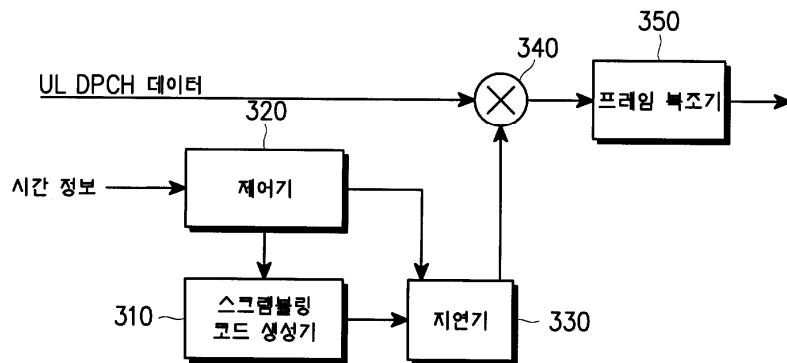 350
340
UL DPCH 데이터
프레임 복조기
320
시간 정보
제어기
310
스크램블링
코드 생성기
지연기
330